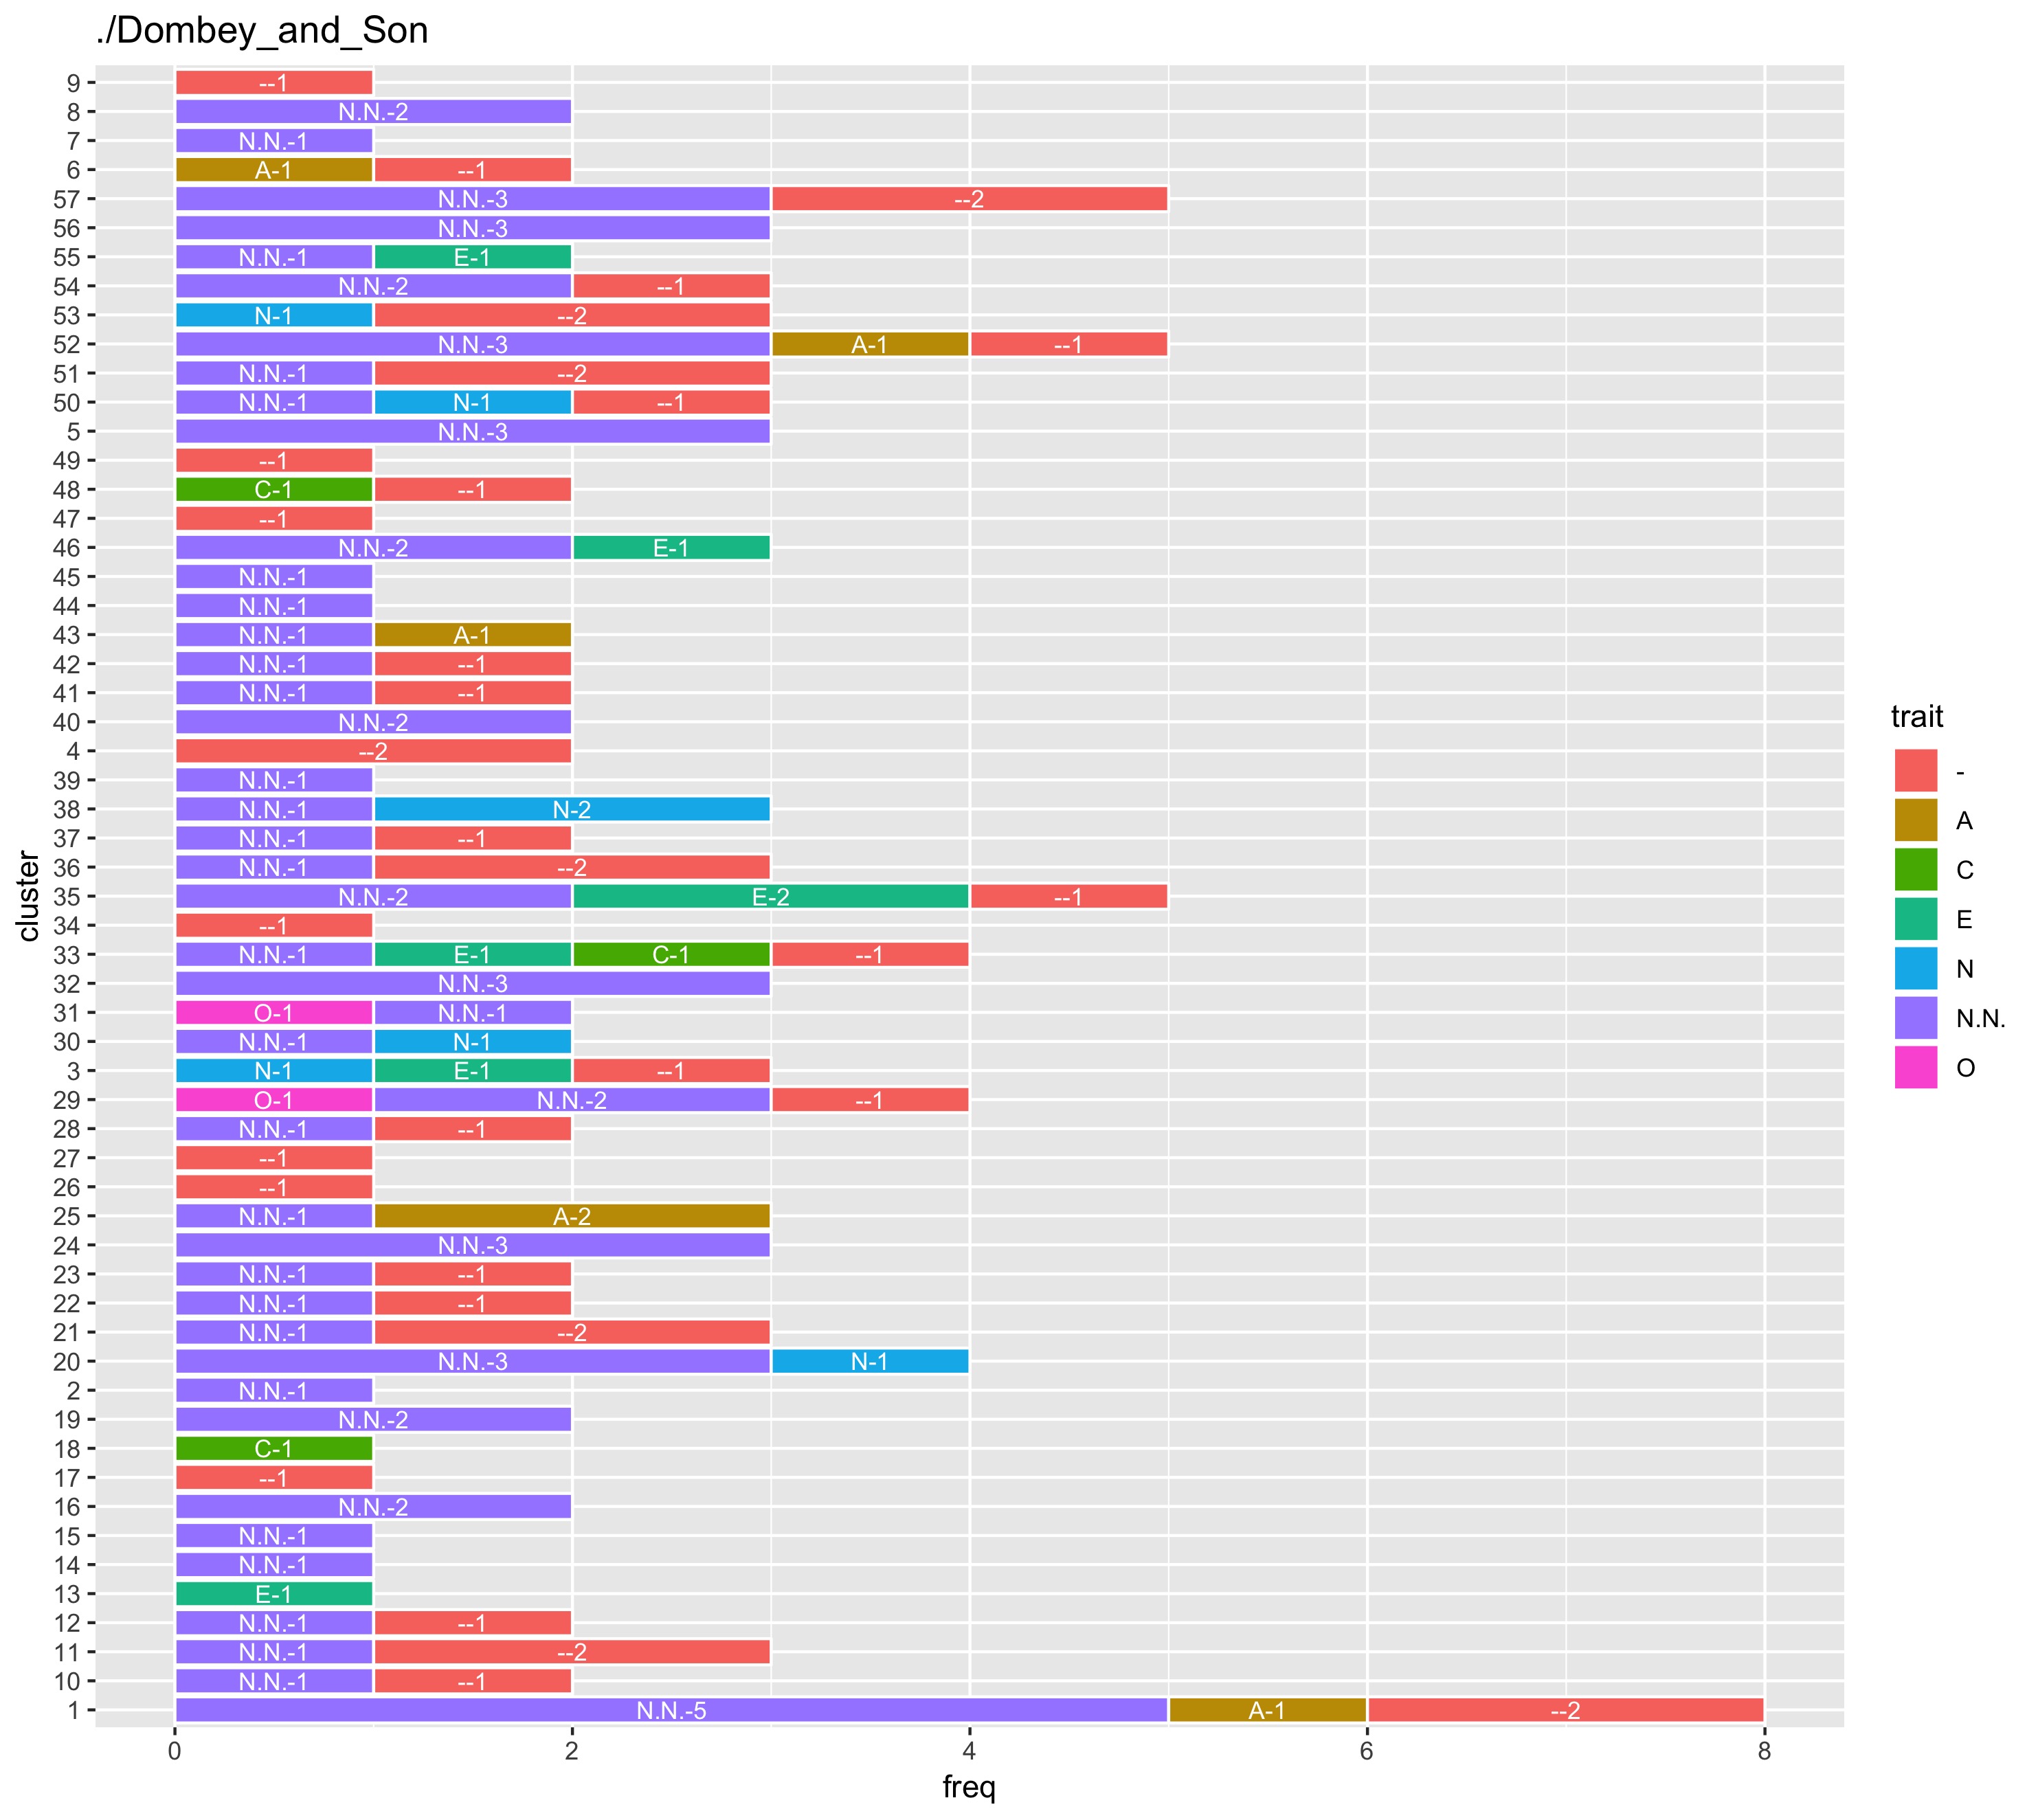 ./Dombey_and_Son
9 --1
8 N.N.-2
7 N.N.-1
6 A-1 --1
57 N.N.-3 --2
56 N.N.-3
55 N.N.-1 E-1
54 N.N.-2 --1
53 N-1 --2
52 N.N.-3 A-1 --1
51 N.N.-1 --2
50 N.N.-1 N-1 --1
5 N.N.-3
49 --1
48 C-1 --1
47 --1
46 N.N.-2 E-1
45 N.N.-1
44 N.N.-1
43 N.N.-1 A-1
42 N.N.-1 --1
41 N.N.-1 --1
40 N.N.-2
4 --2
39 N.N.-1
38 N.N.-1 N-2
37 N.N.-1 --1
36 N.N.-1 --2
35 N.N.-2 E-2 --1
34 --1
33 N.N.-1 E-1 C-1 --1
32 N.N.-3
31 O-1 N.N.-1
30 N.N.-1 N-1
3 N-1 E-1 --1
29 O-1 N.N.-2 --1
28 N.N.-1 --1
27 --1
26 --1
25 N.N.-1 A-2
24 N.N.-3
23 N.N.-1 --1
22 N.N.-1 --1
21 N.N.-1 --2
20 N.N.-3 N-1
2 N.N.-1
19 N.N.-2
18 C-1
17 --1
16 N.N.-2
15 N.N.-1
14 N.N.-1
13 E-1
12 N.N.-1 --1
11 N.N.-1 --2
10 N.N.-1 --1
1 N.N.-5 A-1 --2
0 2 4 6 8
freq
cluster
trait
-
A
C
E
N
N.N.
O